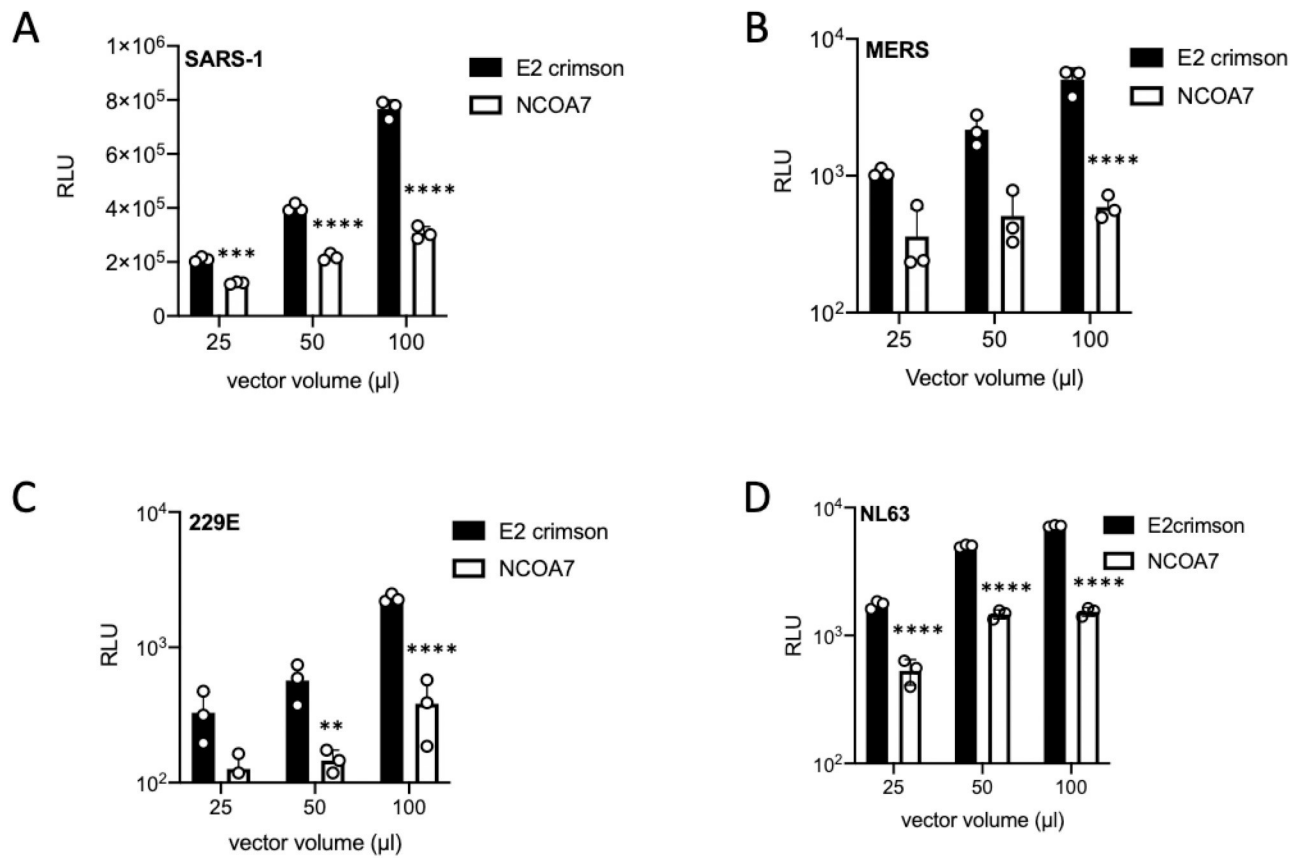 A
SARS-1
1×10⁶
8×10⁵
6×10⁵
4×10⁵
2×10⁵
0
RLU
***
****
****
25 50 100
vector volume (µl)
E2 crimson
NCOA7
B
MERS
10⁴
10³
10²
RLU
****
25 50 100
Vector volume (µl)
E2 crimson
NCOA7
C
229E
10⁴
10³
10²
RLU
**
****
25 50 100
vector volume (µl)
E2 crimson
NCOA7
D
NL63
10⁴
10³
10²
RLU
****
****
****
25 50 100
vector volume (µl)
E2crimson
NCOA7